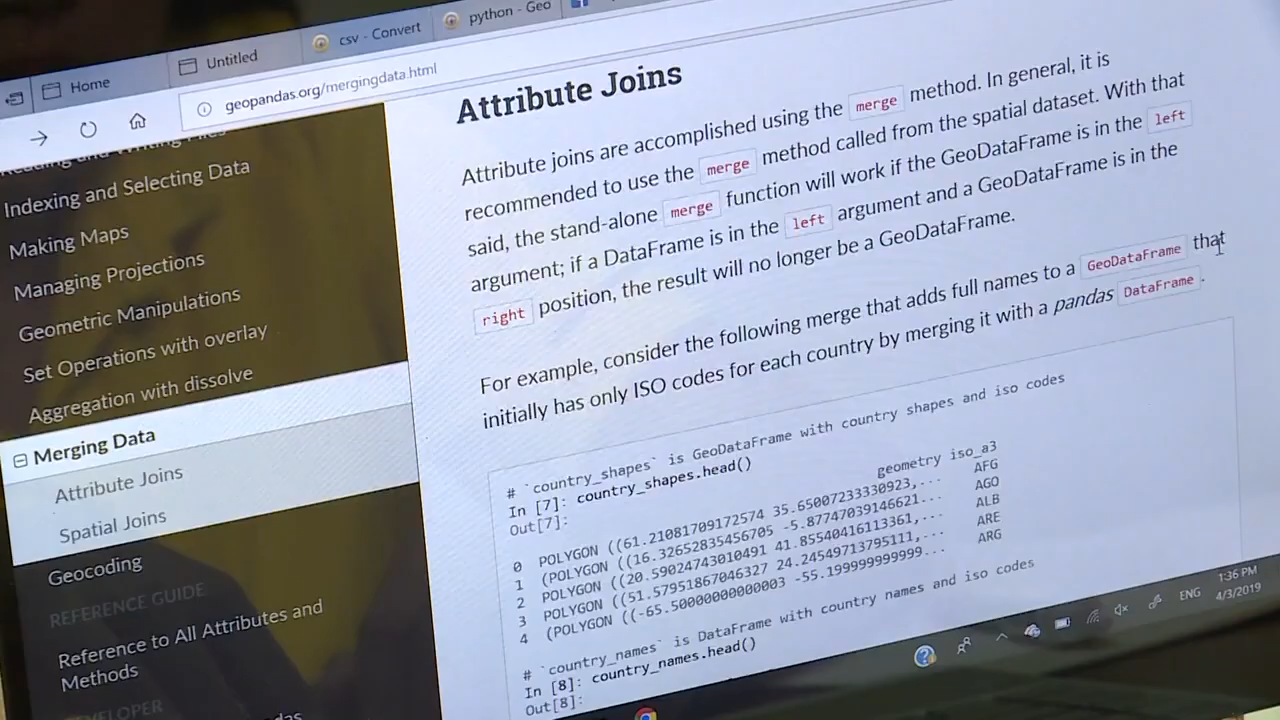 Home
Untitled
csv - Convert
python - Geo
geopandas.org/mergingdata.html
Indexing and Selecting Data
Making Maps
Managing Projections
Geometric Manipulations
Set Operations with overlay
Aggregation with dissolve
Merging Data
Attribute Joins
Spatial Joins
Geocoding
REFERENCE GUIDE
Reference to All Attributes and
Methods
Attribute Joins
Attribute joins are accomplished using the merge method. In general, it is
recommended to use the merge method called from the spatial dataset. With that
said, the stand-alone merge function will work if the GeoDataFrame is in the left
argument; if a DataFrame is in the left argument and a GeoDataFrame is in the
right position, the result will no longer be a GeoDataFrame.
For example, consider the following merge that adds full names to a GeoDataFrame that
initially has only ISO codes for each country by merging it with a pandas DataFrame.
# `country_shapes` is GeoDataFrame with country shapes and iso codes
In [7]: country_shapes.head()
Out[7]:
geometry iso_a3
0 POLYGON ((61.21081709172574 35.65007233330923,... AFG
1 (POLYGON ((16.32652835456705 -5.87747039146621... AGO
2 POLYGON ((20.59024743010491 41.85540416113361,... ALB
3 POLYGON ((51.57951867046327 24.24549713795111,... ARE
4 (POLYGON ((-65.50000000000003 -55.199999999999... ARG
# `country_names` is DataFrame with country names and iso codes
In [8]: country_names.head()
Out[8]:
ENG
1:36 PM
4/3/2019